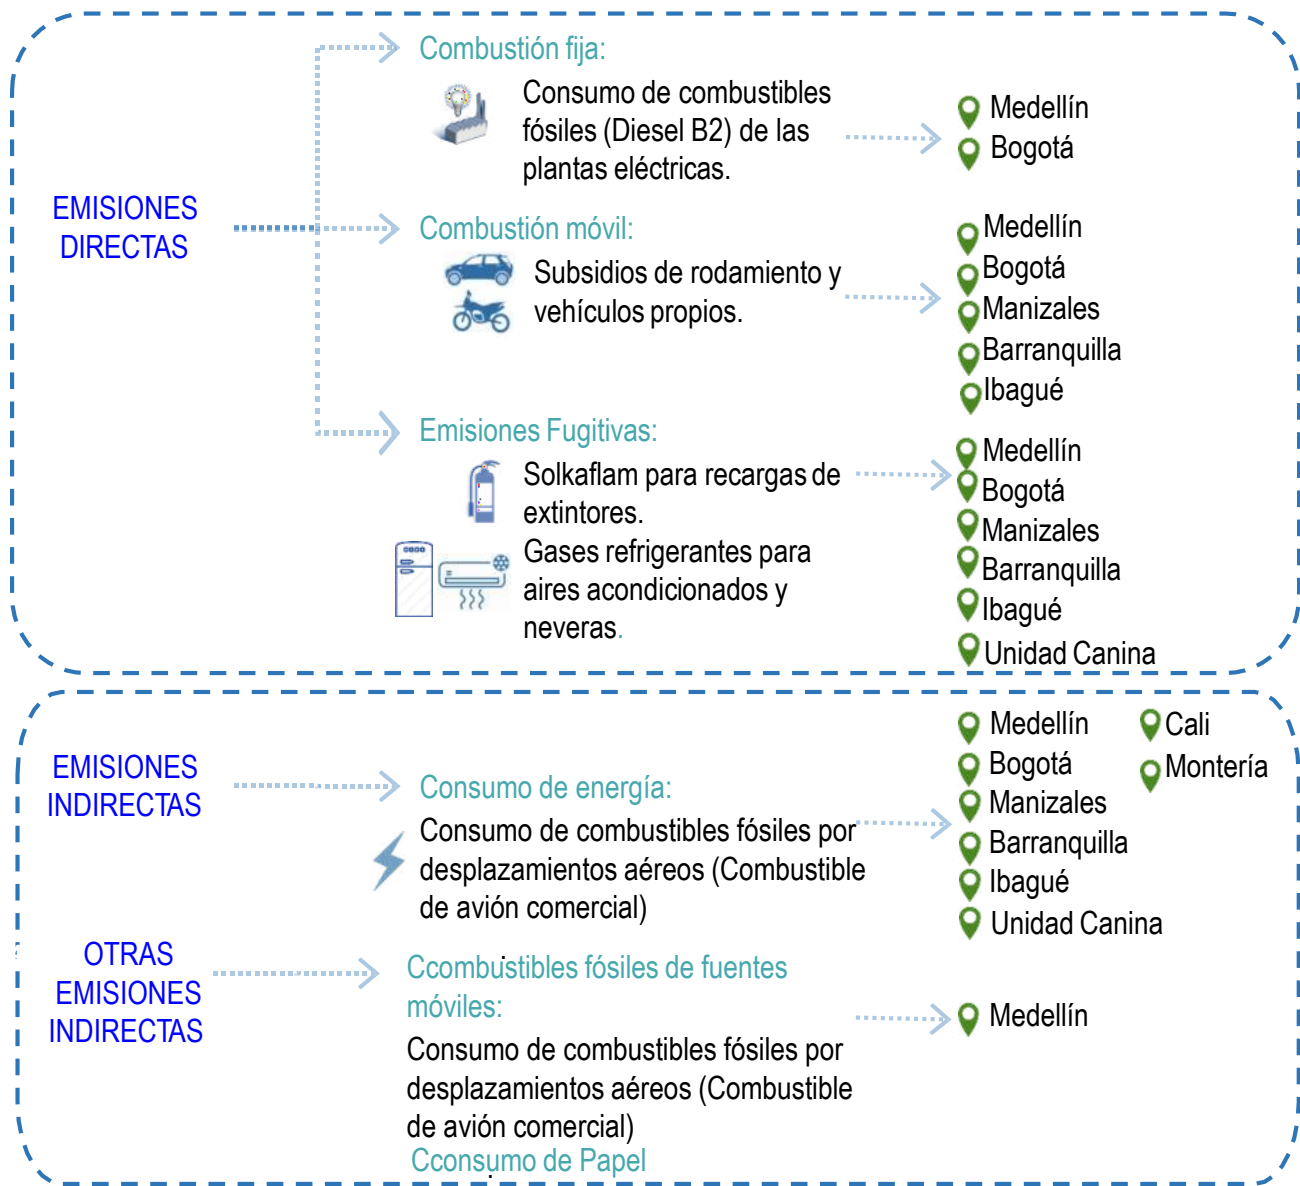 Combustión fija:
Consumo de combustibles
fósiles (Diesel B2) de las
plantas eléctricas.
Medellín
Bogotá
EMISIONES
DIRECTAS
Combustión móvil:
Subsidios de rodamiento y
vehículos propios.
Medellín
Bogotá
Manizales
Barranquilla
Ibagué
Emisiones Fugitivas:
Solkaflam para recargas de
extintores.
Gases refrigerantes para
aires acondicionados y
neveras.
Medellín
Bogotá
Manizales
Barranquilla
Ibagué
Unidad Canina
EMISIONES
INDIRECTAS
Consumo de energía:
Consumo de combustibles fósiles por
desplazamientos aéreos (Combustible
de avión comercial)
Medellín
Bogotá
Manizales
Barranquilla
Ibagué
Unidad Canina
Cali
Montería
OTRAS
EMISIONES
INDIRECTAS
Ccombustibles fósiles de fuentes
móviles:
Consumo de combustibles fósiles por
desplazamientos aéreos (Combustible
de avión comercial)
Cconsumo de Papel
Medellín